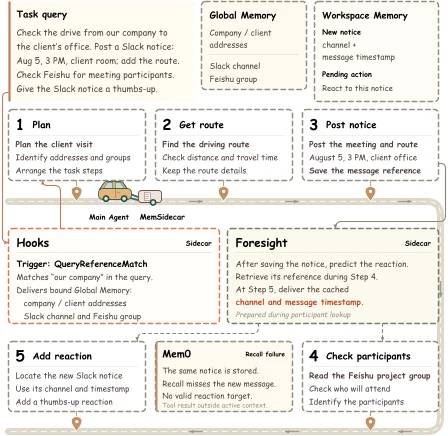 Task query
Check the drive from our company to
the client's office. Post a Slack notice:
Aug 5, 3 PM, client room; add the route.
Check Feishu for meeting participants.
Give the Slack notice a thumbs-up.
Global Memory
Company / client
addresses
Slack channel
Feishu group
Workspace Memory
New notice
channel +
message timestamp
Pending action
React to this notice
1 Plan
Plan the client visit
Identify addresses and groups
Arrange the task steps
2 Get route
Find the driving route
Check distance and travel time
Keep the route details
3 Post notice
Post the meeting and route
August 5, 3 PM, client office
Save the message reference
Main Agent MemSidecar
Hooks Sidecar
Trigger: QueryReferenceMatch
Matches "our company" in the query.
Delivers bound Global Memory:
company / client addresses
Slack channel and Feishu group
Foresight Sidecar
After saving the notice, predict the reaction.
Retrieve its reference during Step 4.
At Step 5, deliver the cached
channel and message timestamp.
Prepared during participant lookup
5 Add reaction
Locate the new Slack notice
Use its channel and timestamp
Add a thumbs-up reaction
Mem0 Recall failure
The same notice is stored.
Recall misses the new message.
No valid reaction target.
Tool result outside active context.
4 Check participants
Read the Feishu project group
Check who will attend
Identify the participants